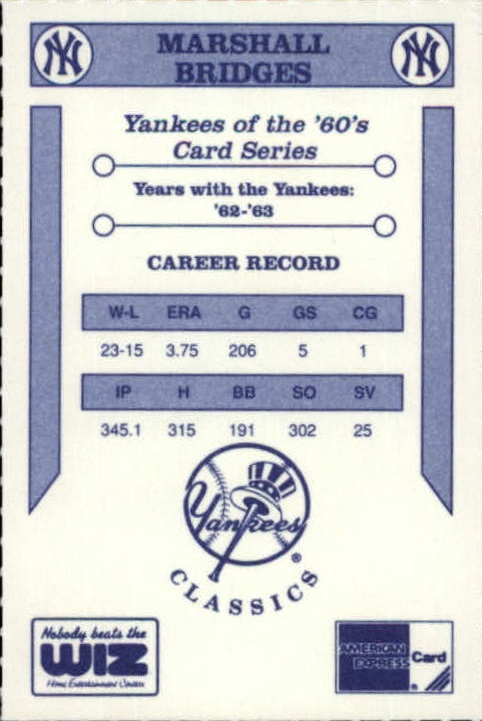 NY
NY
MARSHALL
BRIDGES
Yankees of the '60's
Card Series
Years with the Yankees:
'62-'63
CAREER RECORD
W-L ERA G GS CG
23-15 3.75 206 5 1
IP H BB SO SV
345.1 315 191 302 25
Yankees
®
CLASSICS
Nobody beats the
WIZ
Home Entertainment Centers
AMERICAN
EXPRESS Card
®